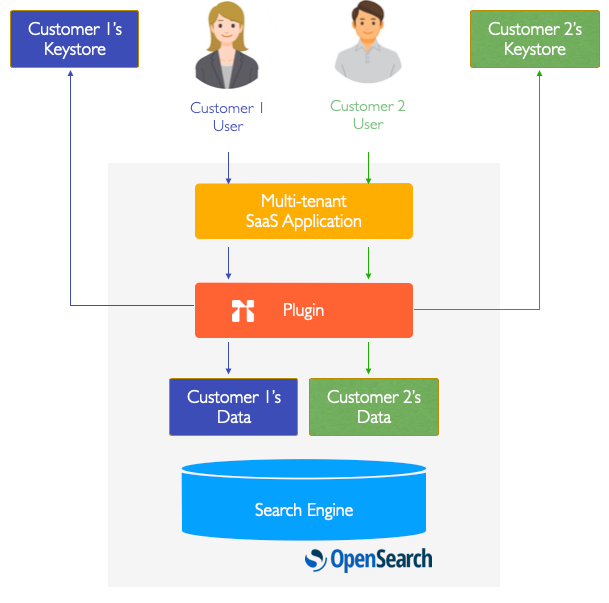 Customer 1's
Keystore
Customer 2's
Keystore
Customer 1
User
Customer 2
User
Multi-tenant
SaaS Application
Plugin
Customer 1's
Data
Customer 2's
Data
Search Engine
OpenSearch